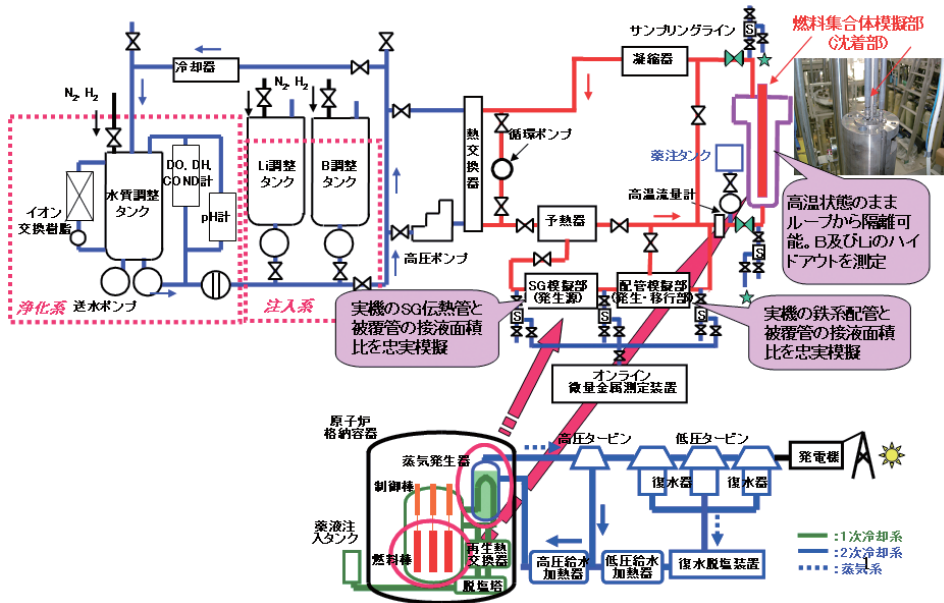 サンプリングライン
燃料集合体模擬部
(沈着部)
冷却器
凝縮器
N₂, H₂
N₂, H₂
循環ポンプ
熱交換器
薬注タンク
DO, DH,
COND計
Li調整
タンク
B調整
タンク
水質調整
タンク
pH計
イオン
交換樹脂
高温流量計
高温状態のまま
ループから隔離可
能。B及びLiのハイ
ドアウトを測定
予熱器
高圧ポンプ
送水ポンプ
浄化系
注入系
SG模擬部
(発生源)
配管模擬部
(発生・移行部)
S
S
S
S
S
実機のSG伝熱管と
被覆管の接液面積
比を忠実模擬
実機の鉄系配管と
被覆管の接液面積
比を忠実模擬
オンライン
微量金属測定装置
原子炉
格納容器
高圧タービン
低圧タービン
発電機
蒸気発生器
制御棒
復水器
復水器
薬液注
入タンク
燃料棒
再生熱
交換器
脱塩塔
高圧給水
加熱器
低圧給水
加熱器
復水脱塩装置
:1次冷却系
:2次冷却系
:蒸気系
1